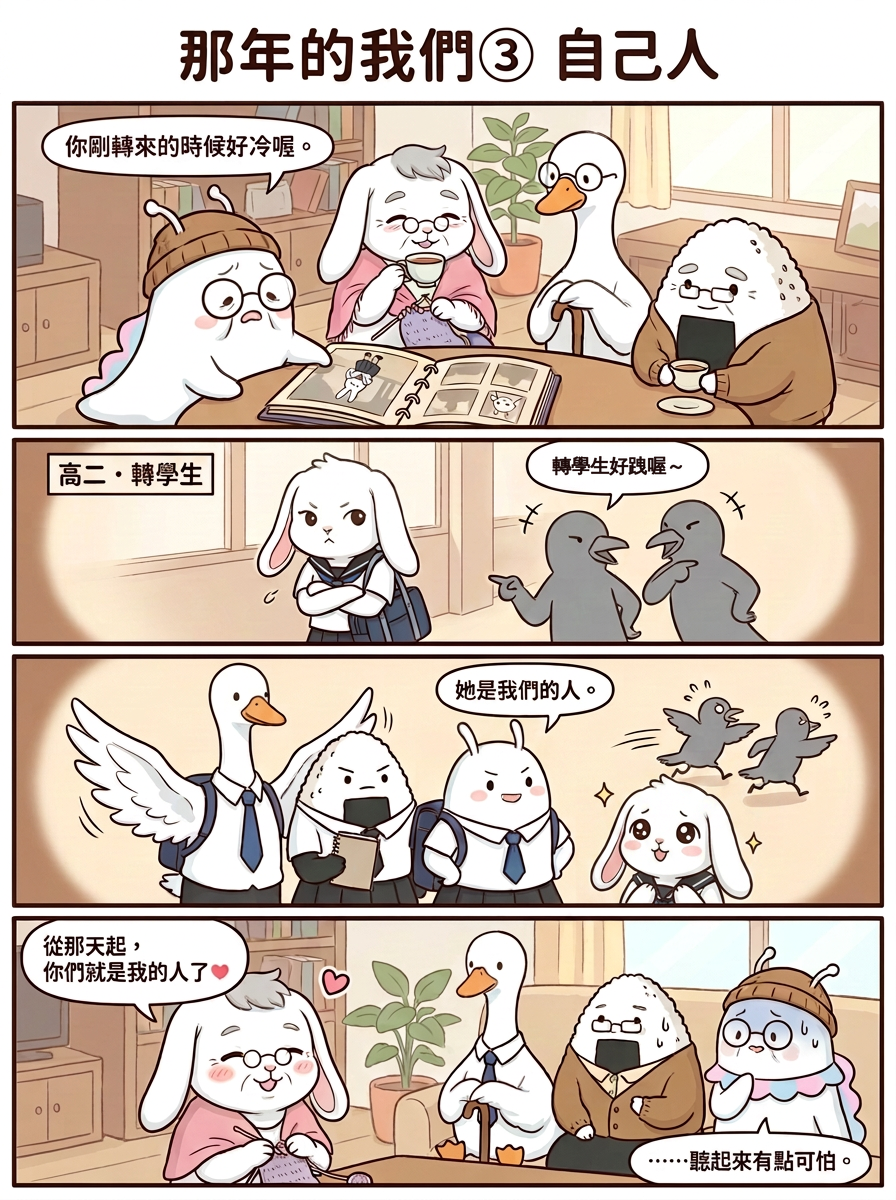 那年的我們③ 自己人
你剛轉來的時候好冷喔。
高二·轉學生
轉學生好跩喔~
她是我們的人。
從那天起，
你們就是我的人了❤
……聽起來有點可怕。